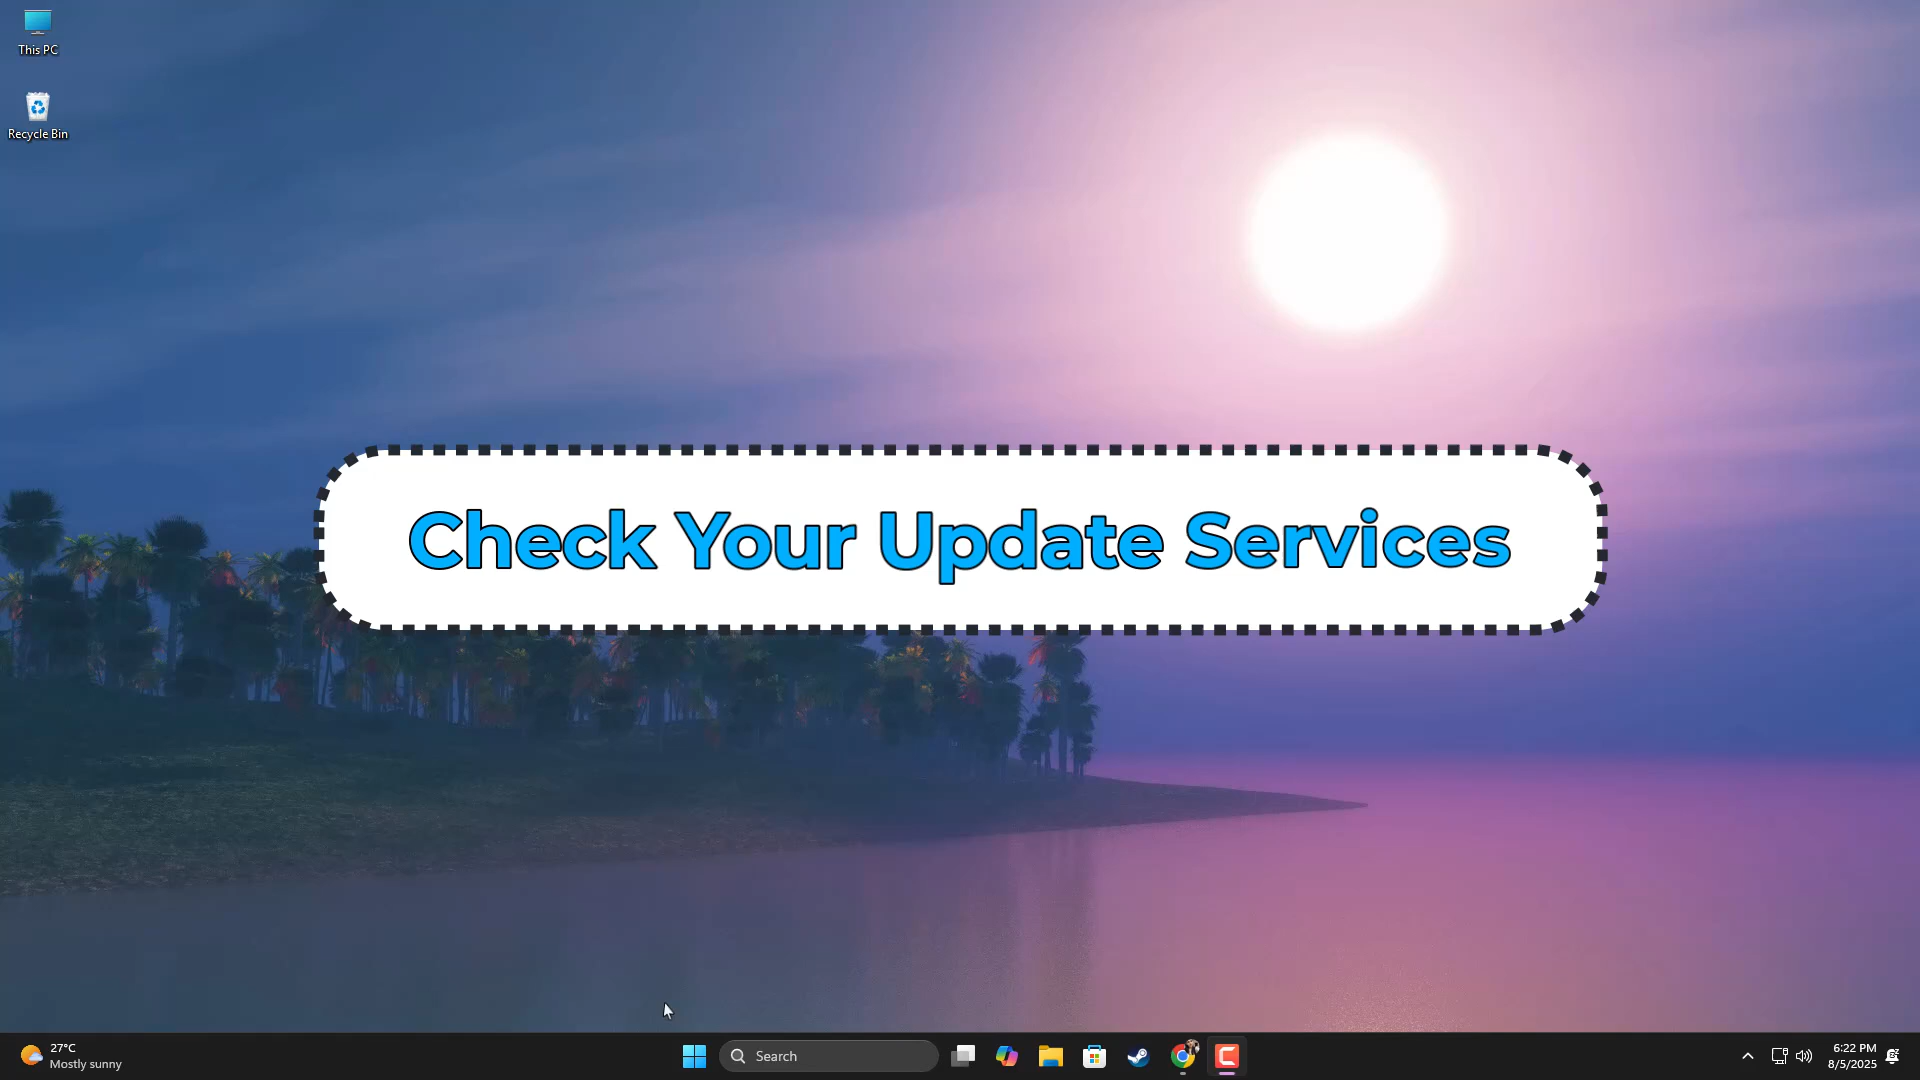 This PC
Recycle Bin
Check Your Update Services
27°C
Mostly sunny
Search
6:22 PM
8/5/2025